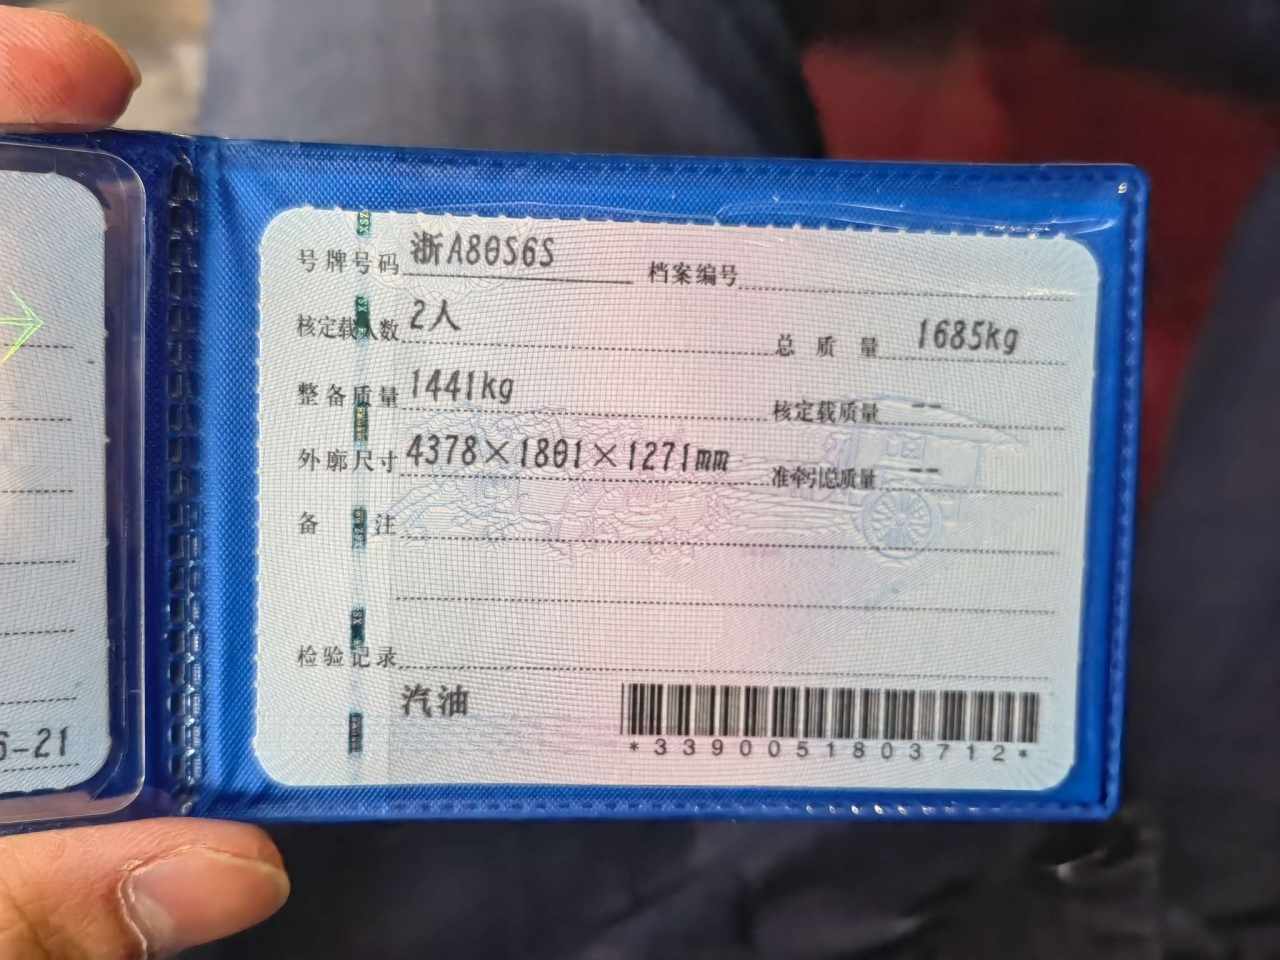 号牌号码 浙A80S6S 档案编号
核定载人数 2人 总质量 1685kg
整备质量 1441kg 核定载质量 --
外廓尺寸 4378×1801×1271mm 准牵引总质量 --
备注
检验记录
汽油
*3390051803712*
6-21